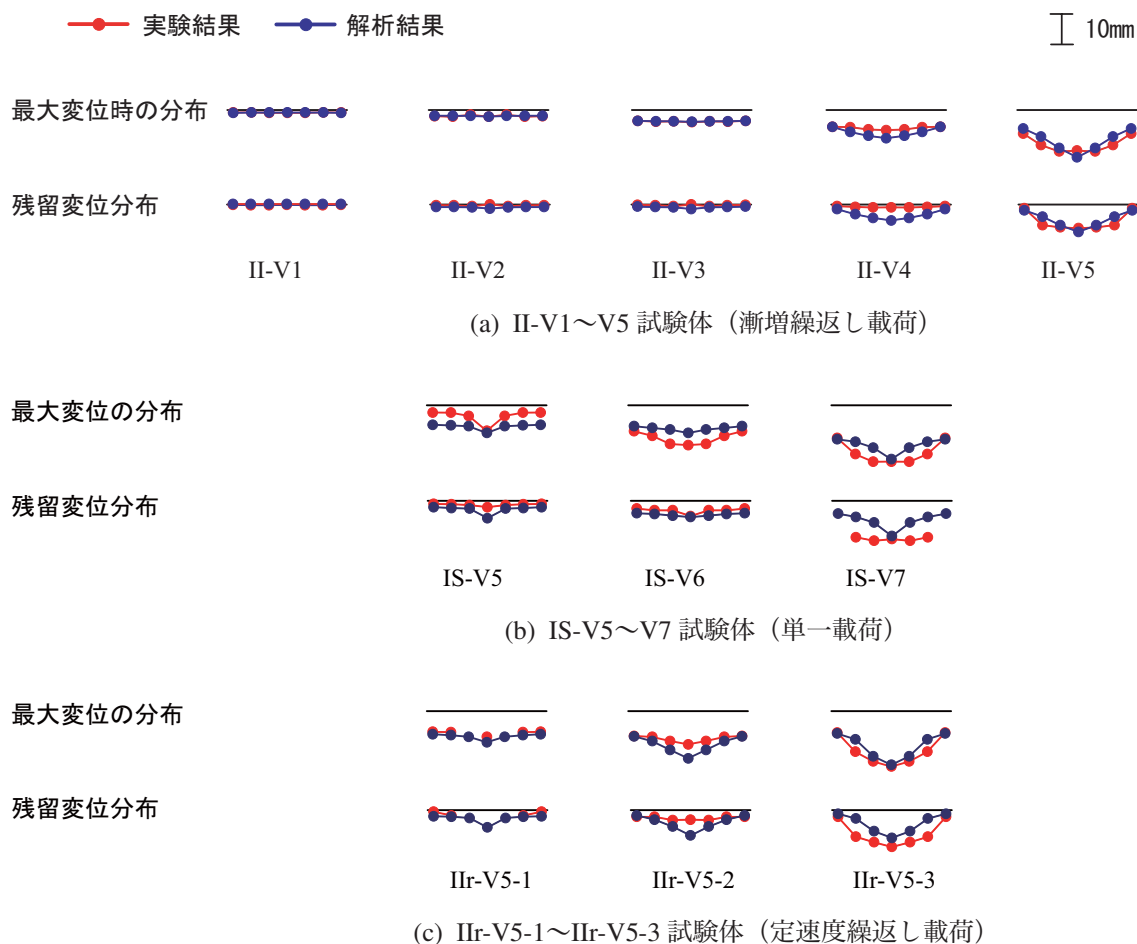 実験結果 解析結果 10mm
最大変位時の分布
残留変位分布
II-V1 II-V2 II-V3 II-V4 II-V5
(a) II-V1～V5 試験体（漸増繰返し載荷）
最大変位の分布
残留変位分布
IS-V5 IS-V6 IS-V7
(b) IS-V5～V7 試験体（単一載荷）
最大変位の分布
残留変位分布
IIr-V5-1 IIr-V5-2 IIr-V5-3
(c) IIr-V5-1～IIr-V5-3 試験体（定速度繰返し載荷）